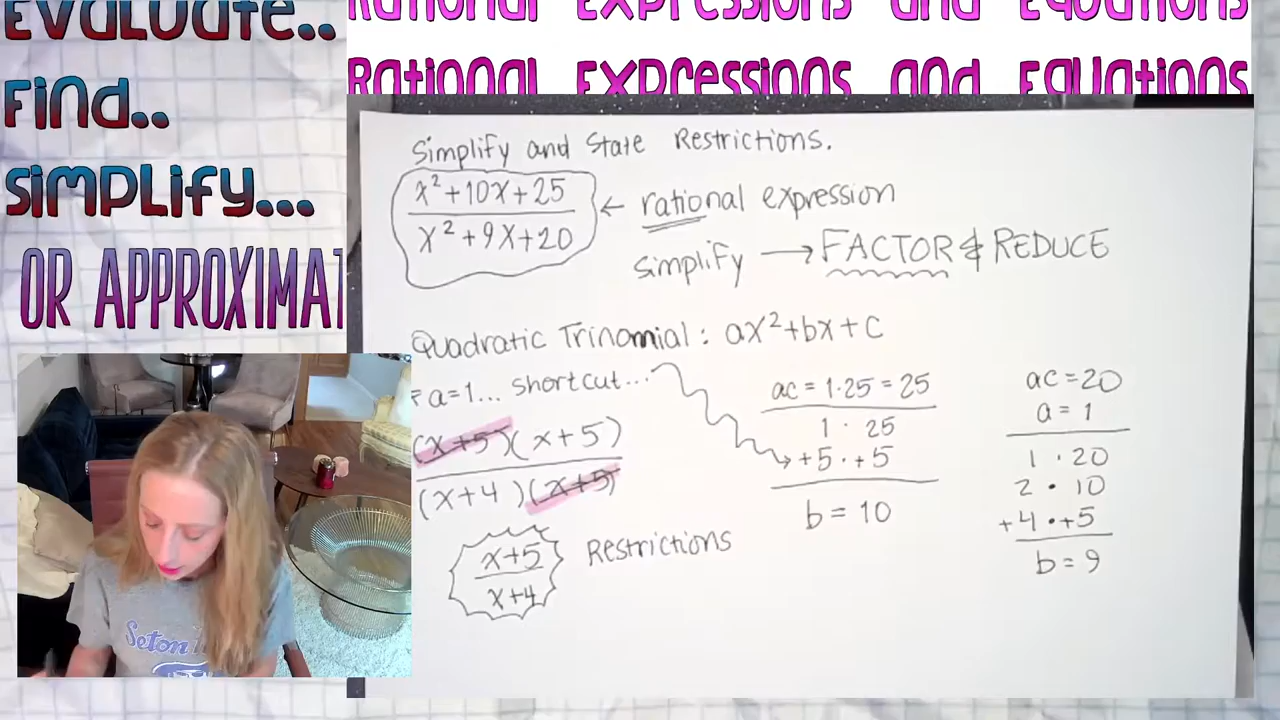 EVALUATE..
FIND..
SIMPLIFY...
OR APPROXIMAT
Rational Expressions and Equations
Rational Expressions and Equations
Simplify and State Restrictions.
x²+10x+25
x²+9x+20
← rational expression
simplify → FACTOR & REDUCE
Quadratic Trinomial: ax²+bx+c
a=1... shortcut...
(x+5)(x+5)
(x+4)(x+5)
x+5
x+4
Restrictions
ac = 1·25 = 25
1 · 25
+5 · +5
b = 10
ac = 20
a = 1
1 · 20
2 · 10
+4 · +5
b = 9
Seton